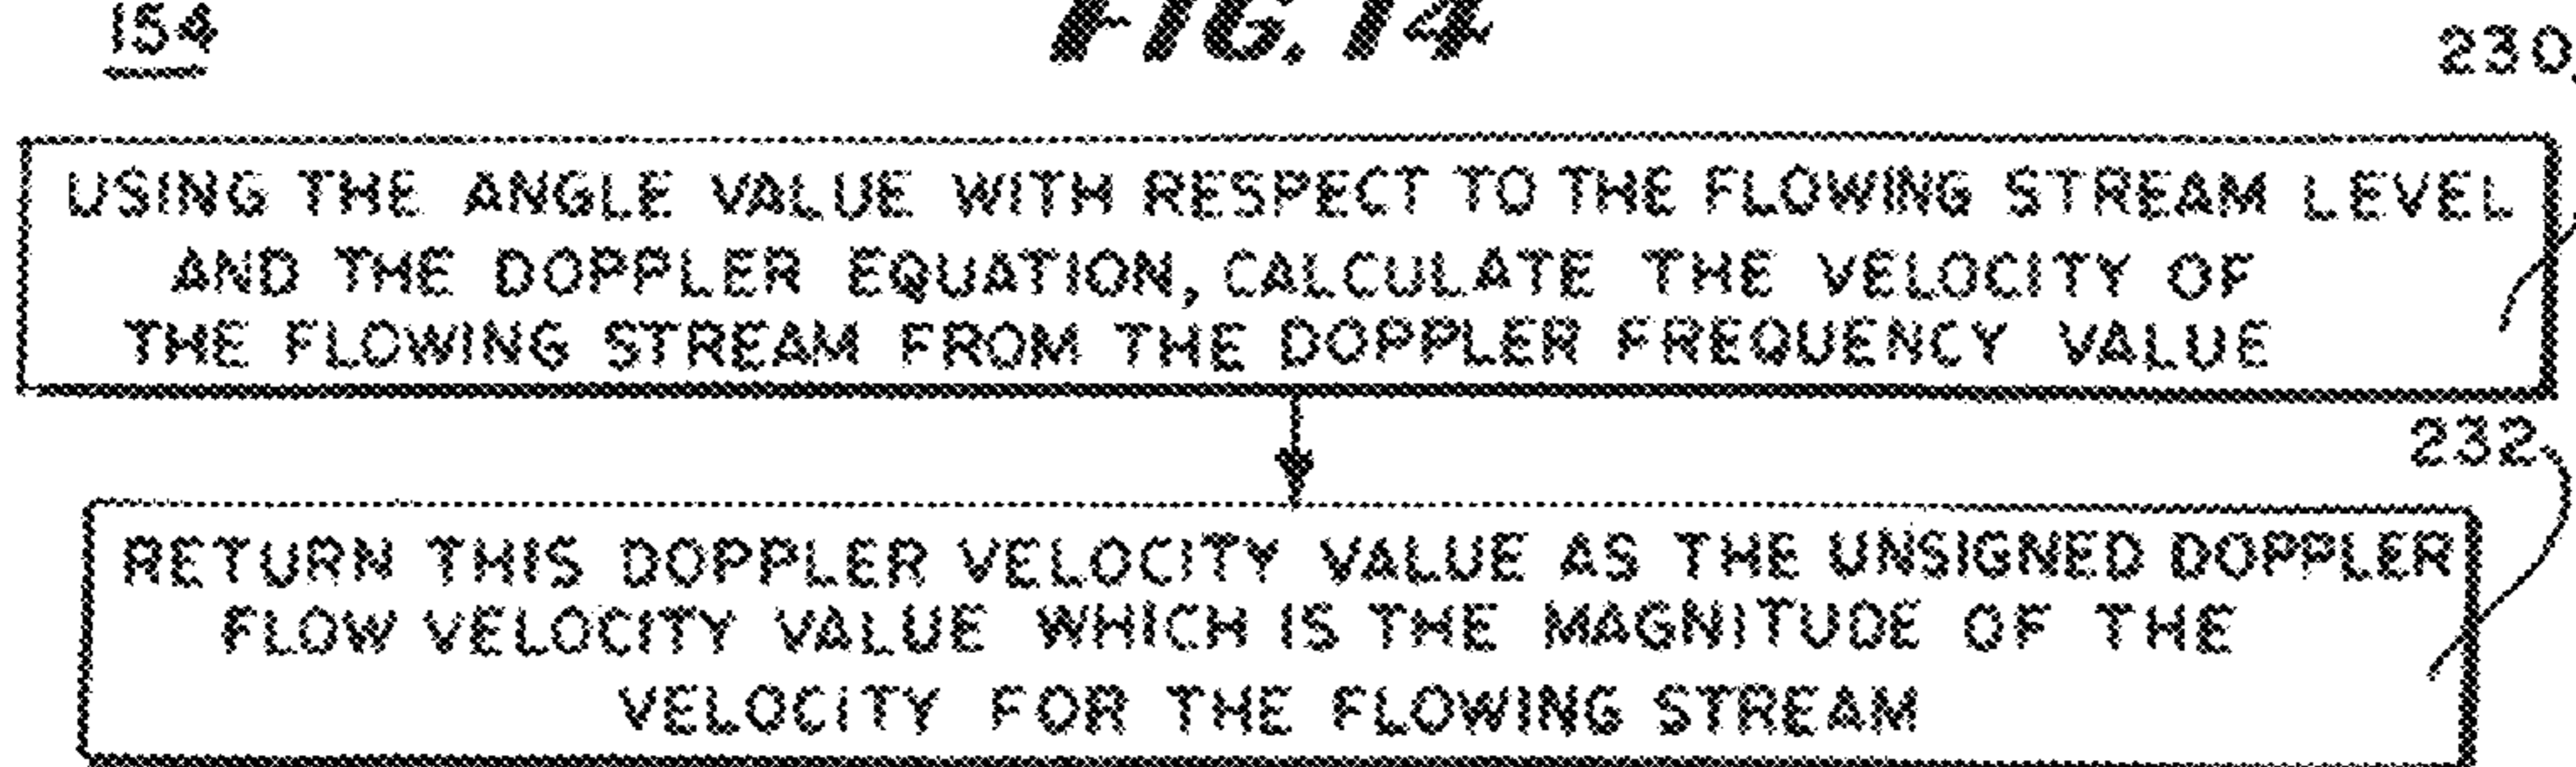 154
FIG. 14
230
USING THE ANGLE VALUE WITH RESPECT TO THE FLOWING STREAM LEVEL
AND THE DOPPLER EQUATION, CALCULATE THE VELOCITY OF
THE FLOWING STREAM FROM THE DOPPLER FREQUENCY VALUE
232
RETURN THIS DOPPLER VELOCITY VALUE AS THE UNSIGNED DOPPLER
FLOW VELOCITY VALUE WHICH IS THE MAGNITUDE OF THE
VELOCITY FOR THE FLOWING STREAM